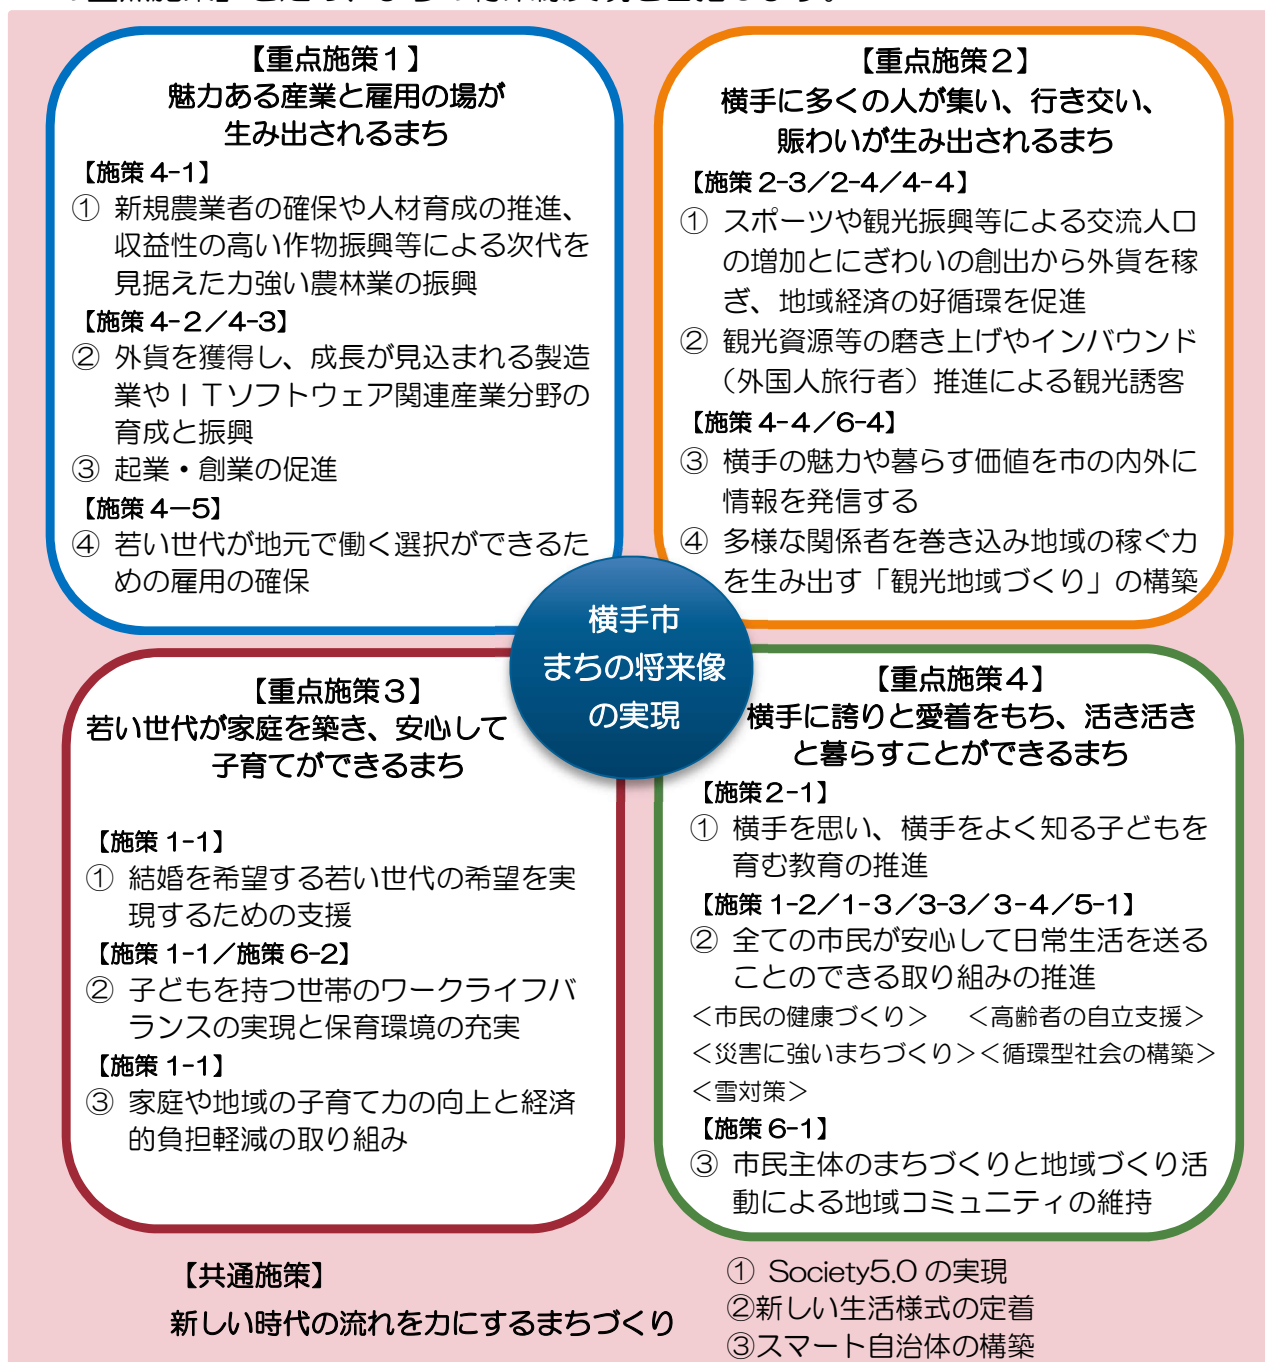 【重点施策１】
魅力ある産業と雇用の場が
生み出されるまち
【施策 4-1】
① 新規農業者の確保や人材育成の推進、
収益性の高い作物振興等による次代を
見据えた力強い農林業の振興
【施策 4-２／4-3】
② 外貨を獲得し、成長が見込まれる製造
業やＩＴソフトウェア関連産業分野の
育成と振興
③ 起業・創業の促進
【施策 4－5】
④ 若い世代が地元で働く選択ができるた
めの雇用の確保
【重点施策２】
横手に多くの人が集い、行き交い、
賑わいが生み出されるまち
【施策 2-3／2-4／4-4】
① スポーツや観光振興等による交流人口
の増加とにぎわいの創出から外貨を稼
ぎ、地域経済の好循環を促進
② 観光資源等の磨き上げやインバウンド
（外国人旅行者）推進による観光誘客
【施策 4-４／6-4】
③ 横手の魅力や暮らす価値を市の内外に
情報を発信する
④ 多様な関係者を巻き込み地域の稼ぐ力
を生み出す「観光地域づくり」の構築
横手市
まちの将来像
の実現
【重点施策３】
若い世代が家庭を築き、安心して
子育てができるまち
【施策 1-1】
① 結婚を希望する若い世代の希望を実
現するための支援
【施策 1-1／施策 6-2】
② 子どもを持つ世帯のワークライフバ
ランスの実現と保育環境の充実
【施策 1-1】
③ 家庭や地域の子育て力の向上と経済
的負担軽減の取り組み
【重点施策４】
横手に誇りと愛着をもち、活き活き
と暮らすことができるまち
【施策２-1】
① 横手を思い、横手をよく知る子どもを
育む教育の推進
【施策 1-2／1-３／3-3／３-４／5-1】
② 全ての市民が安心して日常生活を送る
ことのできる取り組みの推進
＜市民の健康づくり＞　＜高齢者の自立支援＞
＜災害に強いまちづくり＞＜循環型社会の構築＞
＜雪対策＞
【施策 6-1】
③ 市民主体のまちづくりと地域づくり活
動による地域コミュニティの維持
【共通施策】
新しい時代の流れを力にするまちづくり
① Society5.0 の実現
②新しい生活様式の定着
③スマート自治体の構築